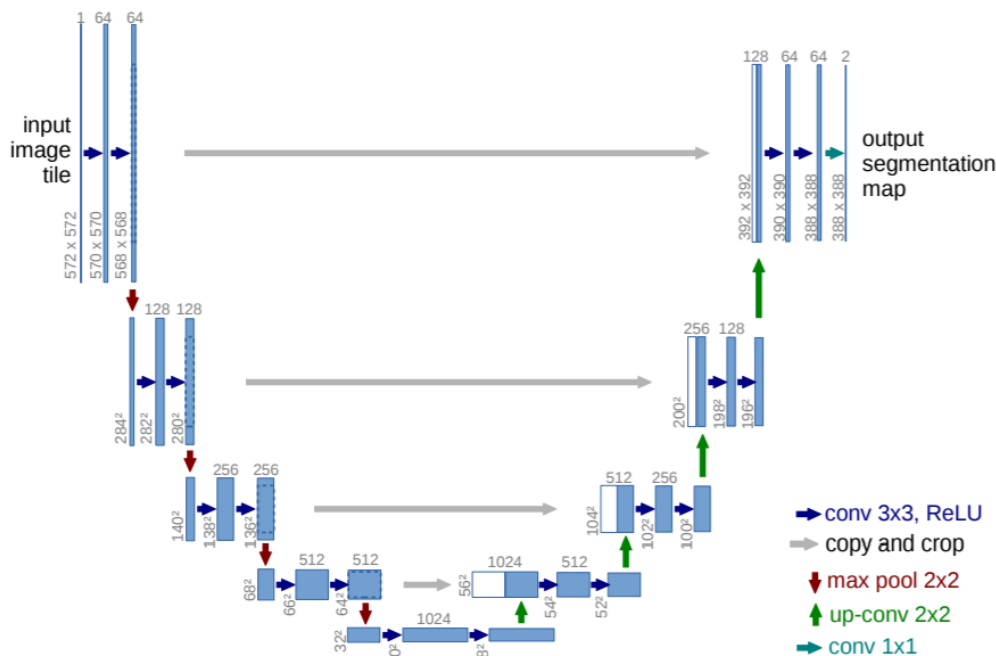 1 64 64
128 64 64 2
input
image
tile
output
segmentation
map
572 x 572
570 x 570
568 x 568
392 x 392
390 x 390
388 x 388
388 x 388
128 128
256 128
284²
282²
280²
200²
198²
196²
256 256
512 256
140²
138²
136²
104²
102²
100²
conv 3x3, ReLU
copy and crop
max pool 2x2
up-conv 2x2
conv 1x1
512 512
1024 512
68²
66²
64²
56²
54²
52²
1024
32²
0²
8²